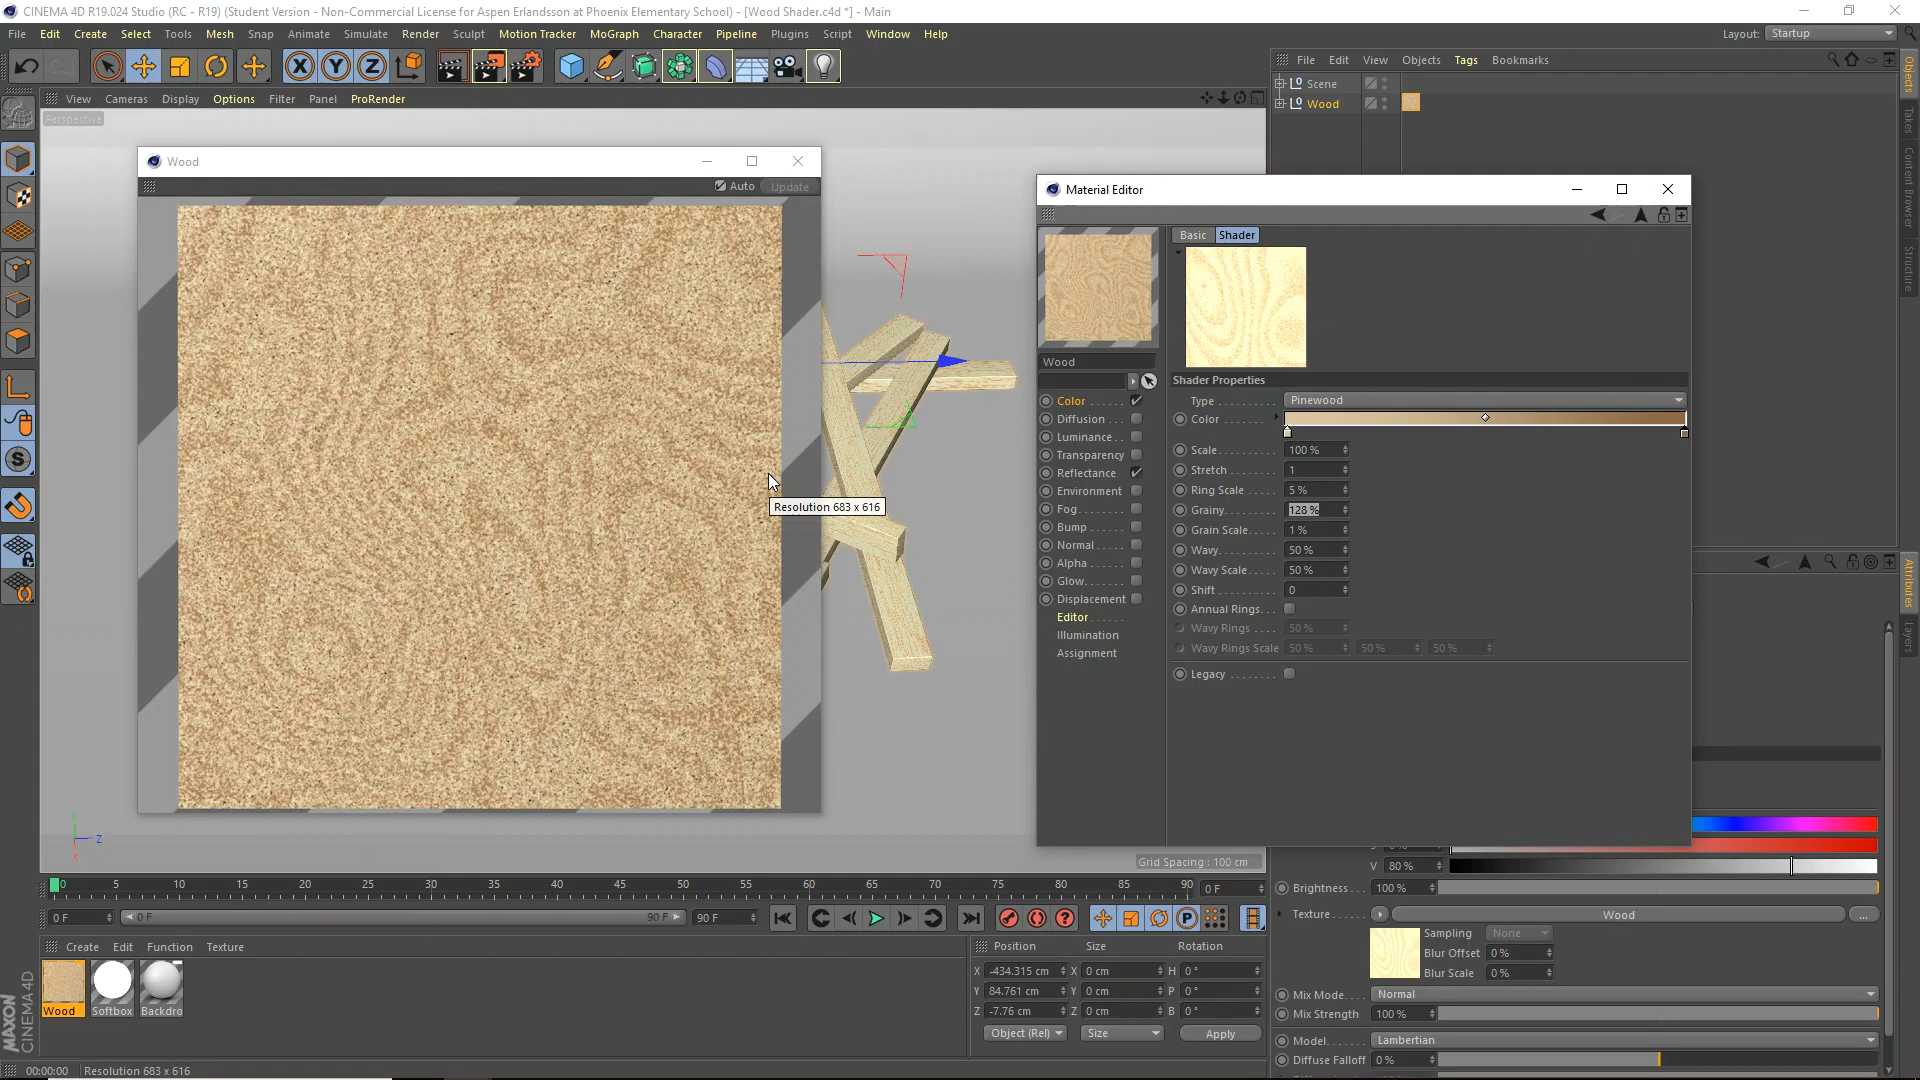 CINEMA 4D R19.024 Studio (RC - R19) (Student Version - Non-Commercial License for Aspen Erlandsson at Phoenix Elementary School) - [Wood Shader.c4d *] - Main
File Edit Create Select Tools Mesh Snap Animate Simulate Render Sculpt Motion Tracker MoGraph Character Pipeline Plugins Script Window Help
Layout: Startup
File Edit View Objects Tags Bookmarks
View Cameras Display Options Filter Panel ProRender
Perspective
Scene
Wood
Objects
Takes
Content Browser
Structure
Wood
Auto Update
Resolution 683 x 616
Material Editor
Basic Shader
Wood
Color
Diffusion
Luminance
Transparency
Reflectance
Environment
Fog
Bump
Normal
Alpha
Glow
Displacement
Editor
Illumination
Assignment
Shader Properties
Type Pinewood
Color
Scale 100 %
Stretch 1
Ring Scale 5 %
Grainy 128 %
Grain Scale 1 %
Wavy 50 %
Wavy Scale 50 %
Shift 0
Annual Rings
Wavy Rings 50 %
Wavy Rings Scale 50 % 50 % 50 %
Legacy
Attributes
Layers
X
Y
Z
Grid Spacing : 100 cm
0 5 10 15 20 25 30 35 40 45 50 55 60 65 70 75 80 85 90 0 F
0 F 0 F 90 F 90 F
V 80 %
Brightness 100 %
Texture Wood ...
Sampling None
Blur Offset 0 %
Blur Scale 0 %
Mix Mode Normal
Mix Strength 100 %
Model Lambertian
Diffuse Falloff 0 %
Create Edit Function Texture
Wood Softbox Backdro
Position Size Rotation
X -434.315 cm X 0 cm H 0 °
Y 84.761 cm Y 0 cm P 0 °
Z -7.76 cm Z 0 cm B 0 °
Object (Rel) Size Apply
MAXON
CINEMA 4D
00:00:00 Resolution 683 x 616